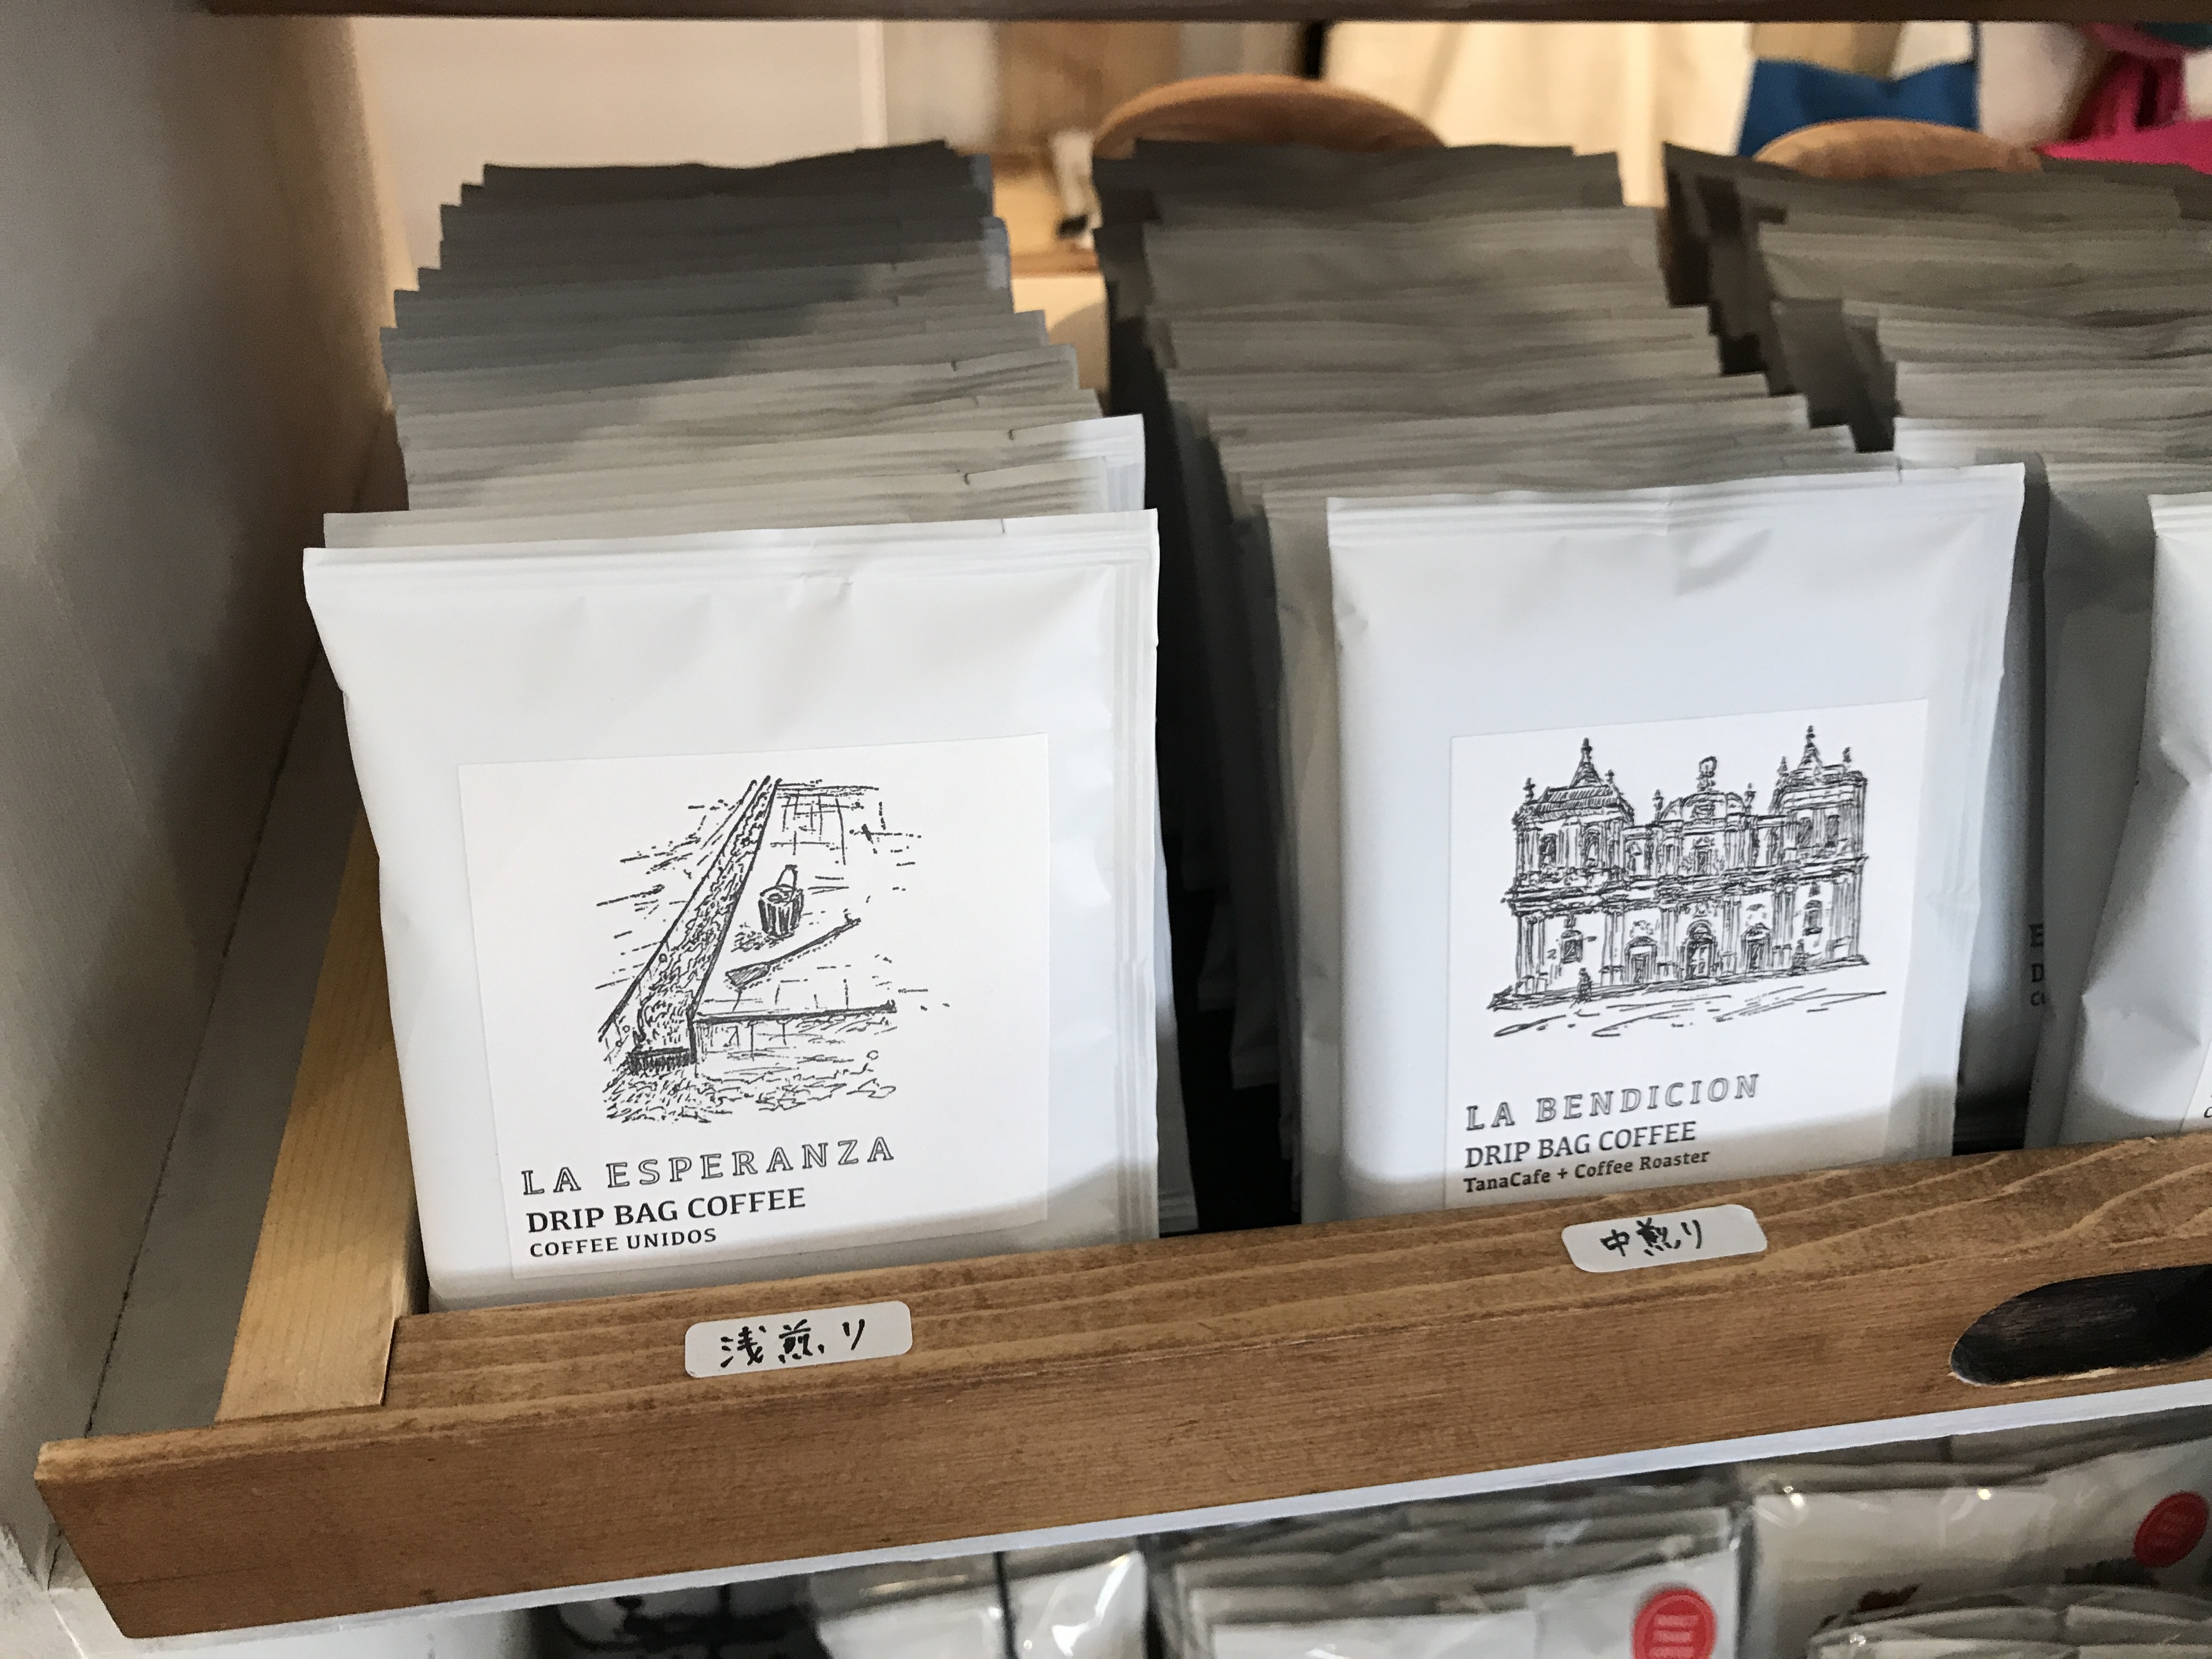 LA ESPERANZA
DRIP BAG COFFEE
COFFEE UNIDOS
LA BENDICION
DRIP BAG COFFEE
TanaCafe + Coffee Roaster
浅煎り
中煎り